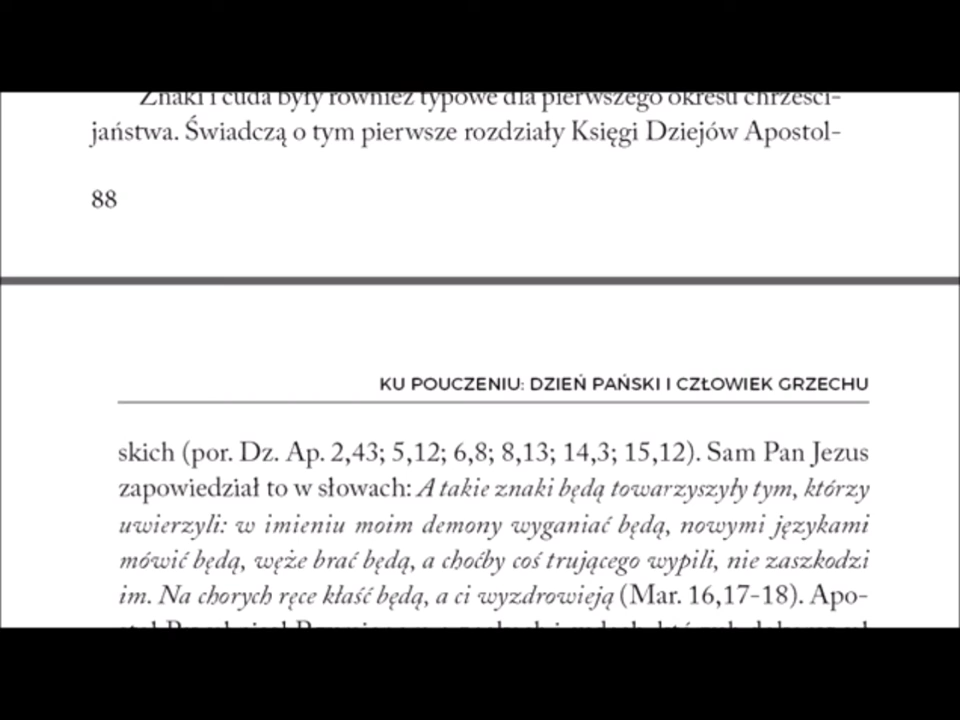 Znaki i cuda były również typowe dla pierwszego okresu chrześci-
jaństwa. Świadczą o tym pierwsze rozdziały Księgi Dziejów Apostol-
88
KU POUCZENIU: DZIEŃ PAŃSKI I CZŁOWIEK GRZECHU
skich (por. Dz. Ap. 2,43; 5,12; 6,8; 8,13; 14,3; 15,12). Sam Pan Jezus
zapowiedział to w słowach: A takie znaki będą towarzyszyły tym, którzy
uwierzyli: w imieniu moim demony wyganiać będą, nowymi językami
mówić będą, węże brać będą, a choćby coś trującego wypili, nie zaszkodzi
im. Na chorych ręce kłaść będą, a ci wyzdrowieją (Mar. 16,17-18). Apo-